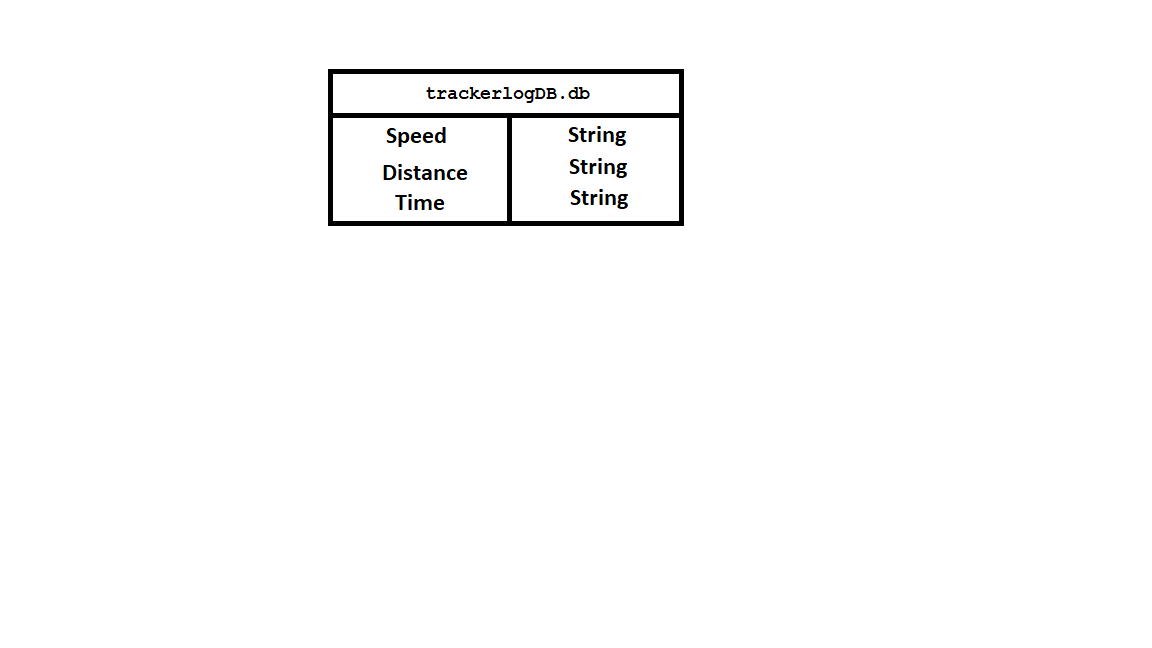 trackerlogDB.db
Speed String
Distance String
Time String